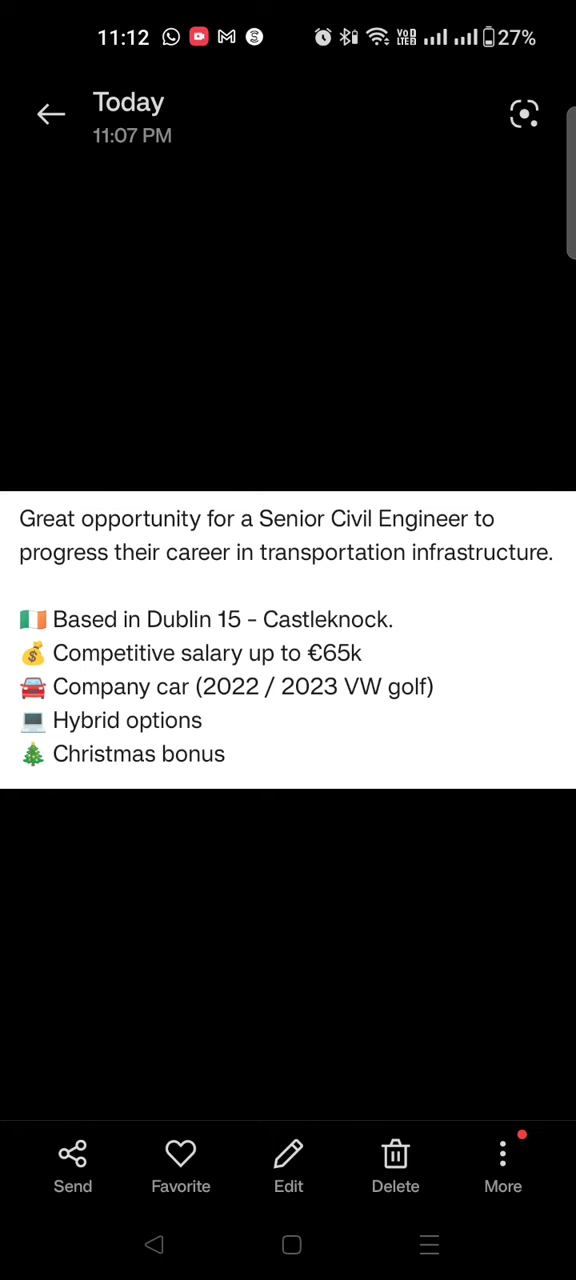 11:12
VoD
LTE2
27%
Today
11:07 PM
Great opportunity for a Senior Civil Engineer to
progress their career in transportation infrastructure.
🇮🇪 Based in Dublin 15 - Castleknock.
💰 Competitive salary up to €65k
🚘 Company car (2022 / 2023 VW golf)
💻 Hybrid options
🎄 Christmas bonus
Send Favorite Edit Delete More